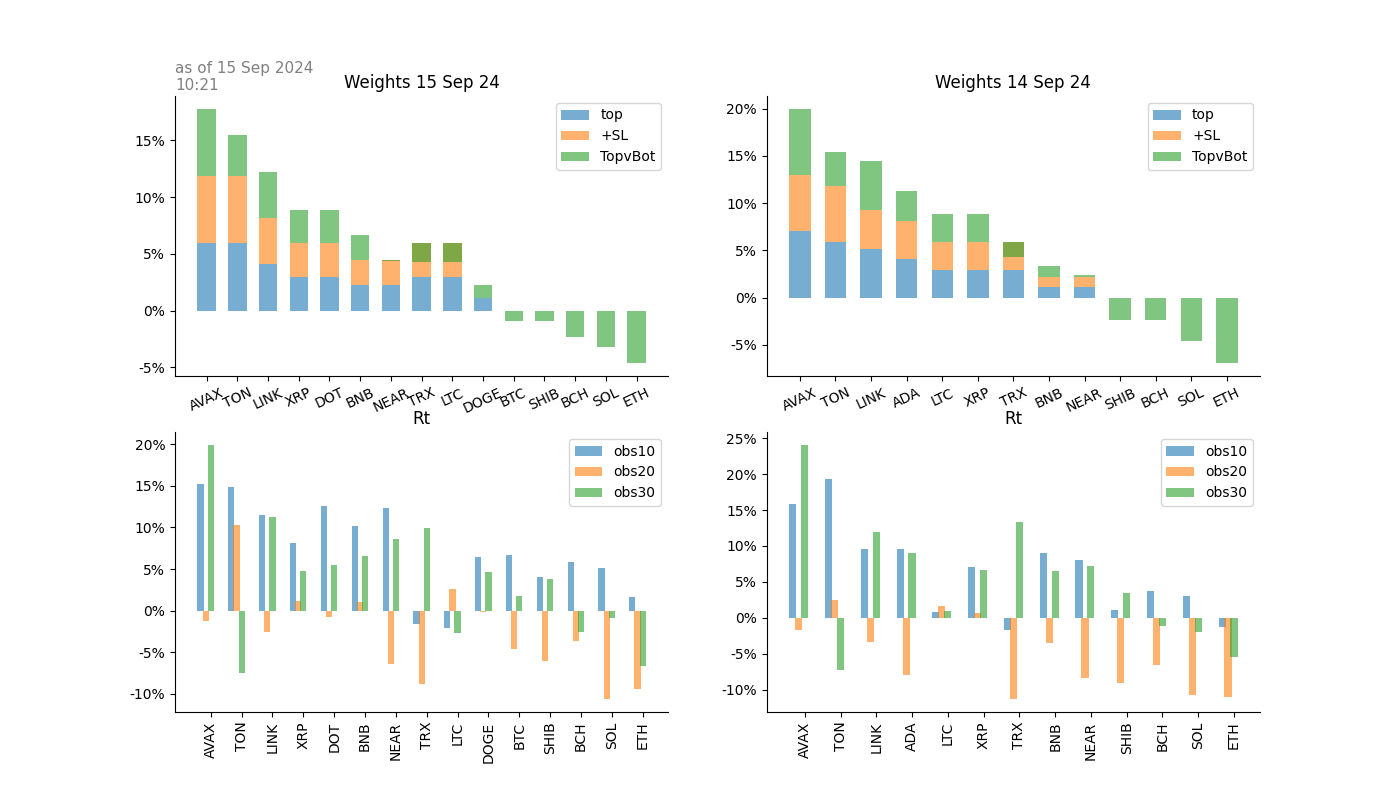 as of 15 Sep 2024
10:21
Weights 15 Sep 24
top
+SL
TopvBot
15%
10%
5%
0%
-5%
AVAX TON LINK XRP DOT BNB NEAR TRX LTC DOGE BTC SHIB BCH SOL ETH
Weights 14 Sep 24
top
+SL
TopvBot
20%
15%
10%
5%
0%
-5%
AVAX TON LINK ADA LTC XRP TRX BNB NEAR SHIB BCH SOL ETH
Rt
obs10
obs20
obs30
20%
15%
10%
5%
0%
-5%
-10%
AVAX TON LINK XRP DOT BNB NEAR TRX LTC DOGE BTC SHIB BCH SOL ETH
Rt
obs10
obs20
obs30
25%
20%
15%
10%
5%
0%
-5%
-10%
AVAX TON LINK ADA LTC XRP TRX BNB NEAR SHIB BCH SOL ETH